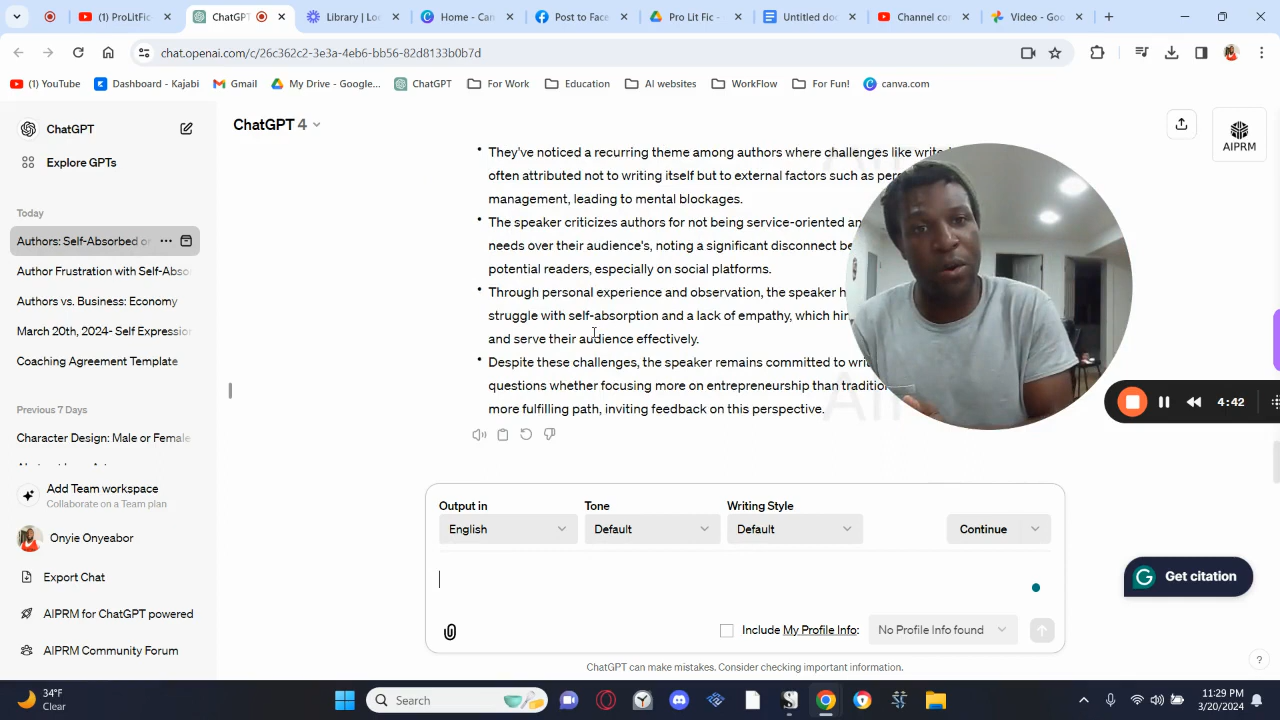 (1) ProLitFic
ChatGPT
Library | Loo
Home - Can
Post to Face
Pro Lit Fic -
Untitled doc
Channel co
Video - Goo
chat.openai.com/c/26c362c2-3e3a-4eb6-bb56-82d8133b0b7d
(1) YouTube
Dashboard - Kajabi
Gmail
My Drive - Google...
ChatGPT
For Work
Education
AI websites
WorkFlow
For Fun!
canva.com
ChatGPT
Explore GPTs
Today
Authors: Self-Absorbed or
Author Frustration with Self-Abso
Authors vs. Business: Economy
March 20th, 2024- Self Expression
Coaching Agreement Template
Previous 7 Days
Character Design: Male or Female
Add Team workspace
Collaborate on a Team plan
Onyie Onyeabor
Export Chat
AIPRM for ChatGPT powered
AIPRM Community Forum
ChatGPT 4
AIPRM
They've noticed a recurring theme among authors where challenges like
often attributed not to writing itself but to external factors such as
management, leading to mental blockages.
The speaker criticizes authors for not being service-oriented
needs over their audience's, noting a significant disconnect
potential readers, especially on social platforms.
Through personal experience and observation, the speaker
struggle with self-absorption and a lack of empathy, which
and serve their audience effectively.
Despite these challenges, the speaker remains committed to
questions whether focusing more on entrepreneurship than
more fulfilling path, inviting feedback on this perspective.
4:42
Output in
Tone
Writing Style
English
Default
Default
Continue
Include My Profile Info:
No Profile Info found
ChatGPT can make mistakes. Consider checking important information.
Get citation
?
34°F
Clear
Search
11:29 PM
3/20/2024